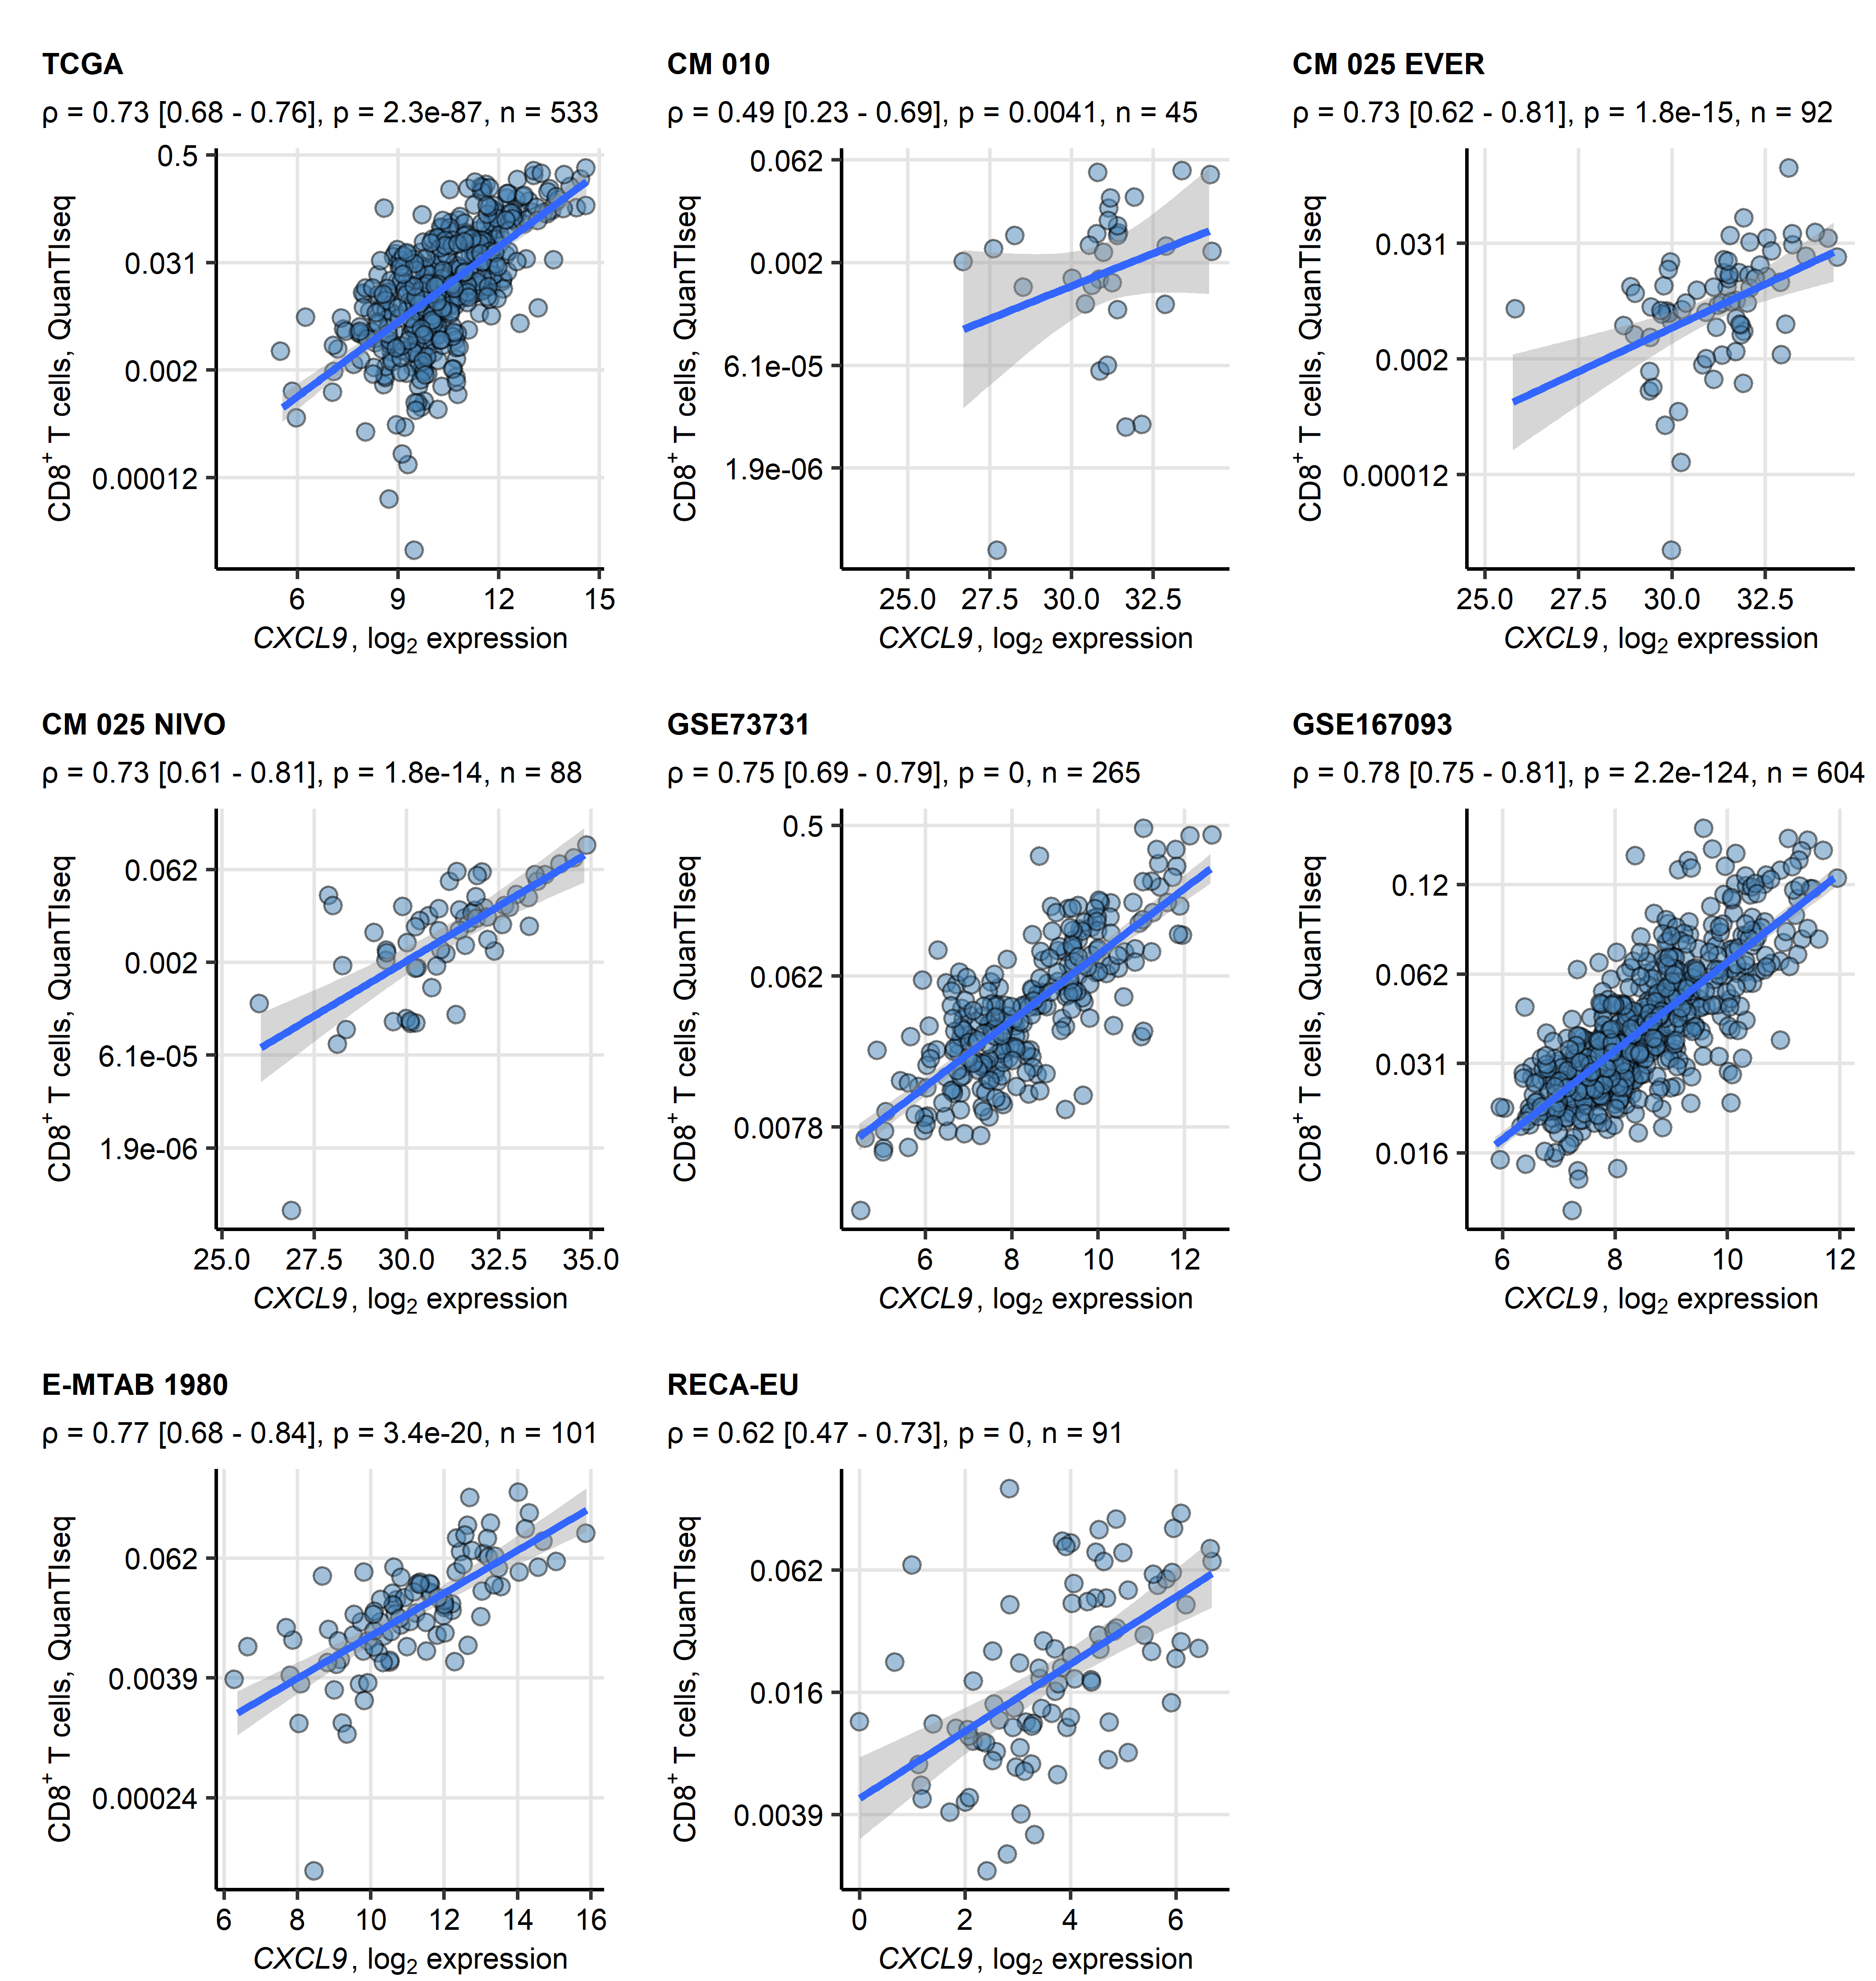 TCGA
ρ = 0.73 [0.68 - 0.76], p = 2.3e-87, n = 533
CD8⁺ T cells, QuanTIseq
0.5
0.031
0.002
0.00012
6 9 12 15
CXCL9, log₂ expression
CM 010
ρ = 0.49 [0.23 - 0.69], p = 0.0041, n = 45
CD8⁺ T cells, QuanTIseq
0.062
0.002
6.1e-05
1.9e-06
25.0 27.5 30.0 32.5
CXCL9, log₂ expression
CM 025 EVER
ρ = 0.73 [0.62 - 0.81], p = 1.8e-15, n = 92
CD8⁺ T cells, QuanTIseq
0.031
0.002
0.00012
25.0 27.5 30.0 32.5
CXCL9, log₂ expression
CM 025 NIVO
ρ = 0.73 [0.61 - 0.81], p = 1.8e-14, n = 88
CD8⁺ T cells, QuanTIseq
0.062
0.002
6.1e-05
1.9e-06
25.0 27.5 30.0 32.5 35.0
CXCL9, log₂ expression
GSE73731
ρ = 0.75 [0.69 - 0.79], p = 0, n = 265
CD8⁺ T cells, QuanTIseq
0.5
0.062
0.0078
6 8 10 12
CXCL9, log₂ expression
GSE167093
ρ = 0.78 [0.75 - 0.81], p = 2.2e-124, n = 604
CD8⁺ T cells, QuanTIseq
0.12
0.062
0.031
0.016
6 8 10 12
CXCL9, log₂ expression
E-MTAB 1980
ρ = 0.77 [0.68 - 0.84], p = 3.4e-20, n = 101
CD8⁺ T cells, QuanTIseq
0.062
0.0039
0.00024
6 8 10 12 14 16
CXCL9, log₂ expression
RECA-EU
ρ = 0.62 [0.47 - 0.73], p = 0, n = 91
CD8⁺ T cells, QuanTIseq
0.062
0.016
0.0039
0 2 4 6
CXCL9, log₂ expression